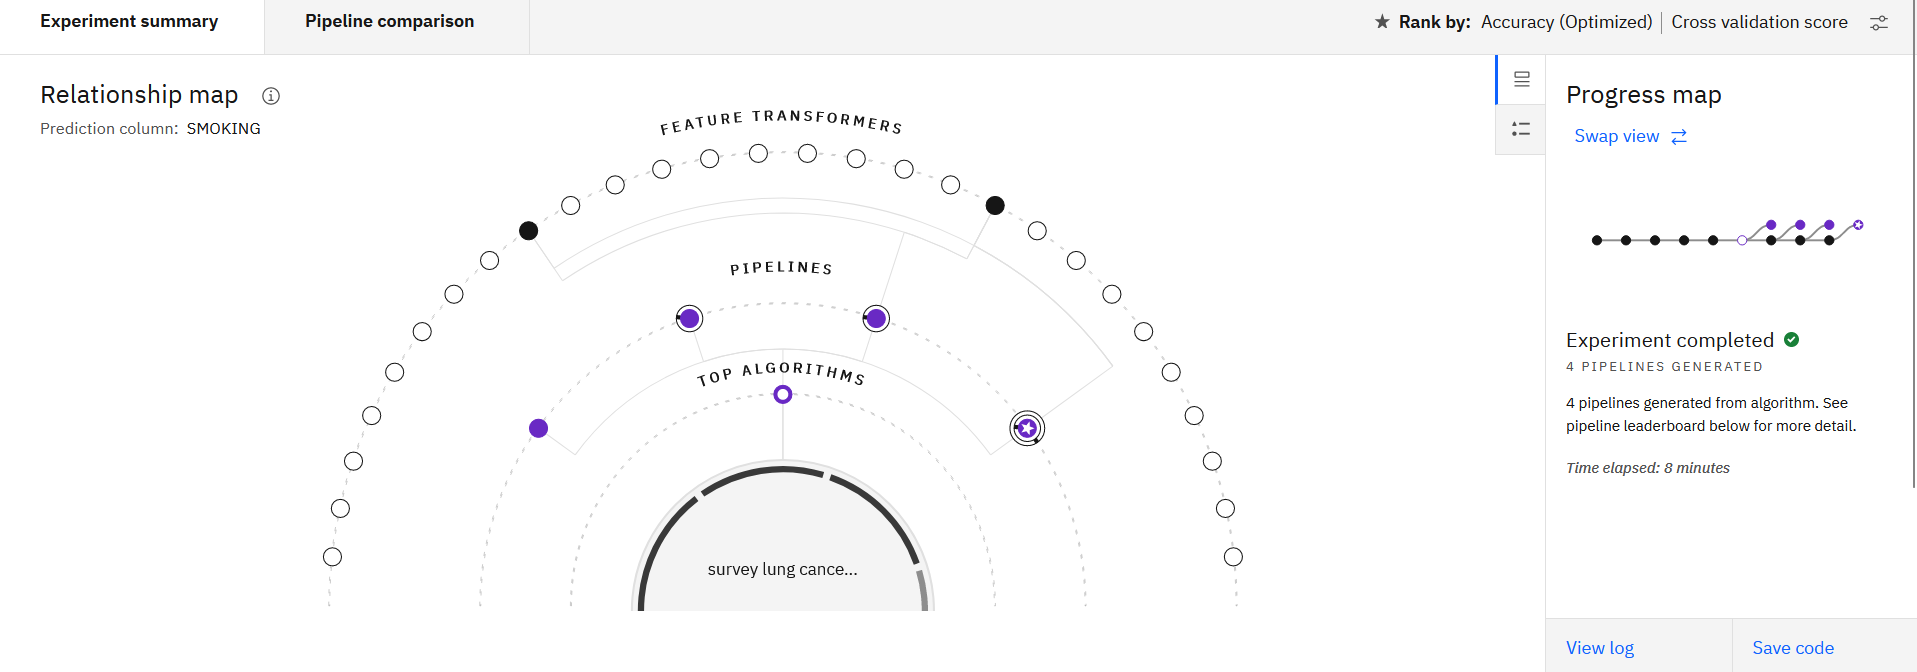 Experiment summary
Pipeline comparison
Rank by: Accuracy (Optimized) | Cross validation score
Relationship map
Prediction column: SMOKING
FEATURE TRANSFORMERS
PIPELINES
TOP ALGORITHMS
survey lung cance...
Progress map
Swap view
Experiment completed
4 PIPELINES GENERATED
4 pipelines generated from algorithm. See
pipeline leaderboard below for more detail.
Time elapsed: 8 minutes
View log
Save code